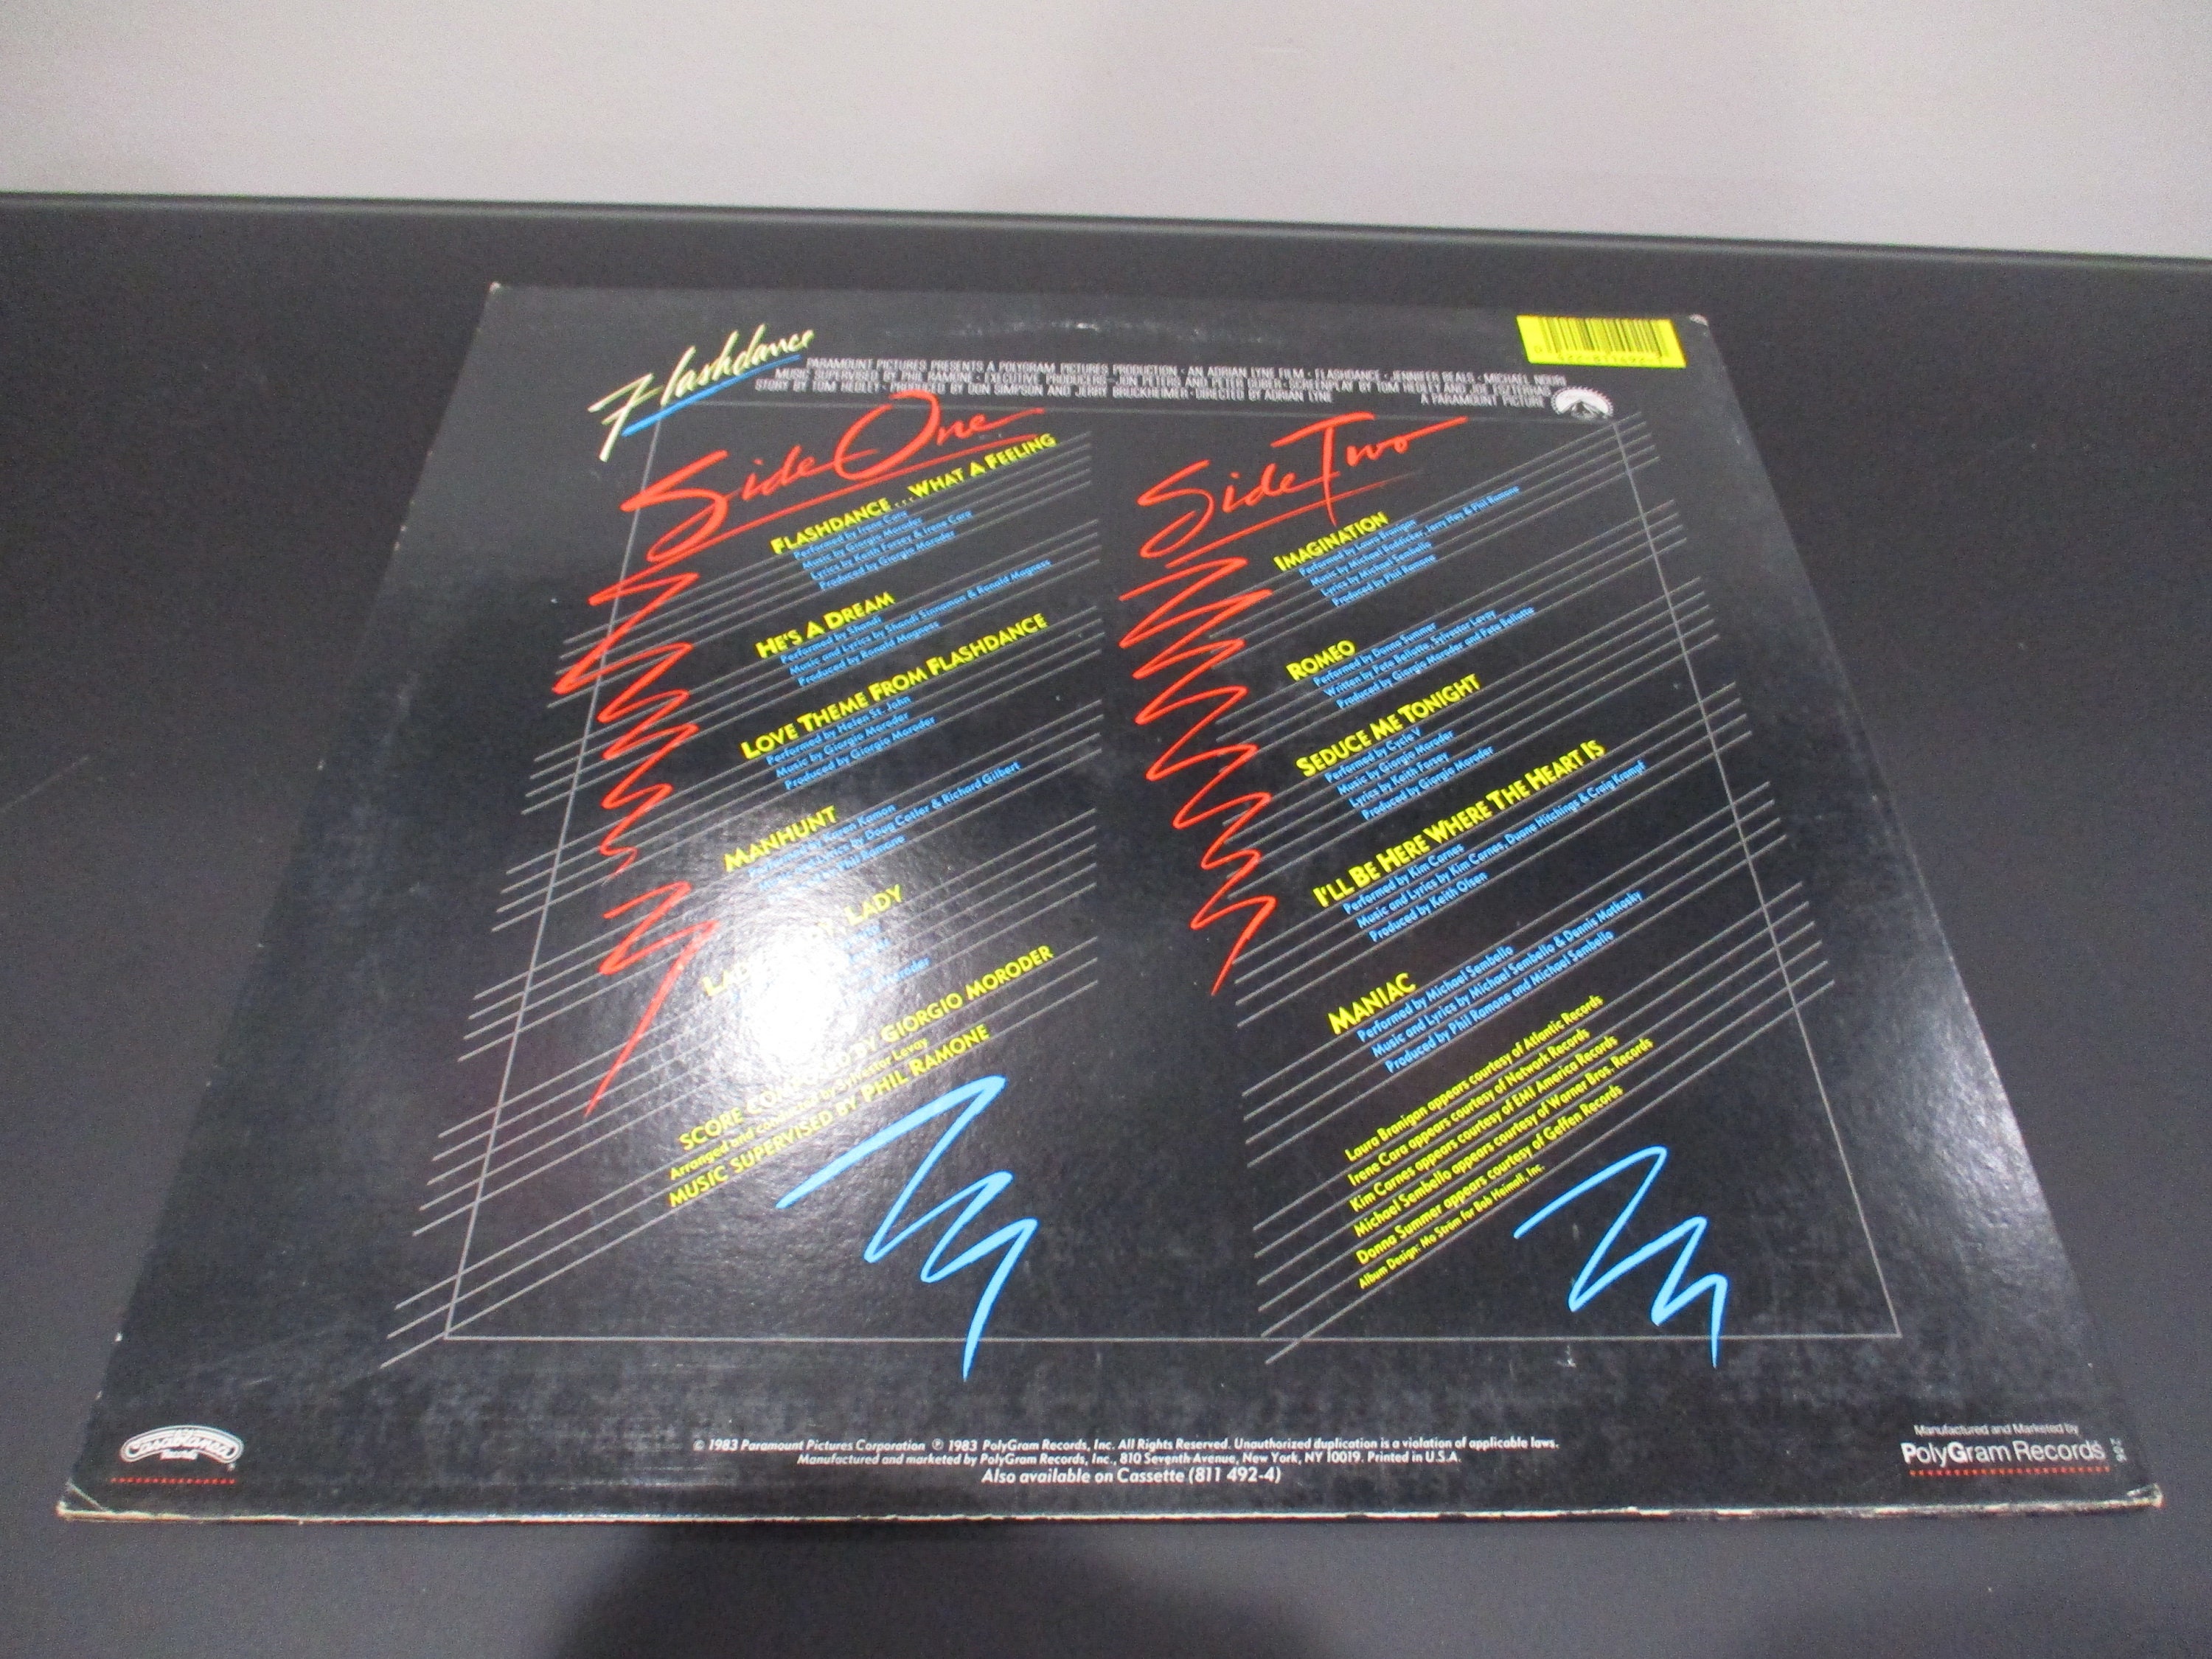 Flashdance
PARAMOUNT PICTURES PRESENTS A POLYGRAM PICTURES PRODUCTION · AN ADRIAN LYNE FILM · FLASHDANCE · JENNIFER BEALS · MICHAEL NOURI
MUSIC SUPERVISED BY PHIL RAMONE · EXECUTIVE PRODUCERS—JON PETERS AND PETER GUBER · SCREENPLAY BY TOM HEDLEY AND JOE ESZTERHAS
STORY BY TOM HEDLEY · PRODUCED BY DON SIMPSON AND JERRY BRUCKHEIMER · DIRECTED BY ADRIAN LYNE
A PARAMOUNT PICTURE
Side One
FLASHDANCE...WHAT A FEELING
Performed by Irene Cara
Music by Giorgio Moroder
Lyrics by Keith Forsey & Irene Cara
Produced by Giorgio Moroder
HE'S A DREAM
Performed by Shandi
Music and Lyrics by Shandi Sinnamon & Ronald Magness
Produced by Ronald Magness
LOVE THEME FROM FLASHDANCE
Performed by Helen St. John
Music by Giorgio Moroder
Produced by Giorgio Moroder
MANHUNT
Performed by Karen Kamon
Music and Lyrics by Doug Cotler & Richard Gilbert
Phil Ramone
LADY
Moroder
SCORE COMPOSED BY GIORGIO MORODER
Arranged and conducted by Sylvester Levay
MUSIC SUPERVISED BY PHIL RAMONE
Side Two
IMAGINATION
Performed by Laura Branigan
Music by Michael Boddicker, Jerry Hey & Phil Ramone
Lyrics by Michael Sembello
Produced by Phil Ramone
ROMEO
Performed by Donna Summer
Written by Pete Bellotte, Sylvester Levay
Produced by Giorgio Moroder and Pete Bellotte
SEDUCE ME TONIGHT
Performed by Cycle V
Music by Giorgio Moroder
Lyrics by Keith Forsey
Produced by Giorgio Moroder
I'LL BE HERE WHERE THE HEART IS
Performed by Kim Carnes
Music and Lyrics by Kim Carnes, Duane Hitchings & Craig Krampf
Produced by Keith Olsen
MANIAC
Performed by Michael Sembello
Music and Lyrics by Michael Sembello & Dennis Matkosky
Produced by Phil Ramone and Michael Sembello
Laura Branigan appears courtesy of Atlantic Records
Irene Cara appears courtesy of Network Records
Kim Carnes appears courtesy of EMI America Records
Michael Sembello appears courtesy of Warner Bros. Records
Donna Summer appears courtesy of Geffen Records
Album Design: Mo Ström for Bob Heimall, Inc.
Casablanca
Records
© 1983 Paramount Pictures Corporation ℗ 1983 PolyGram Records, Inc. All Rights Reserved. Unauthorized duplication is a violation of applicable laws.
Manufactured and marketed by PolyGram Records, Inc., 810 Seventh Avenue, New York, NY 10019. Printed in U.S.A.
Also available on Cassette (811 492-4)
Manufactured and Marketed by
PolyGram Records